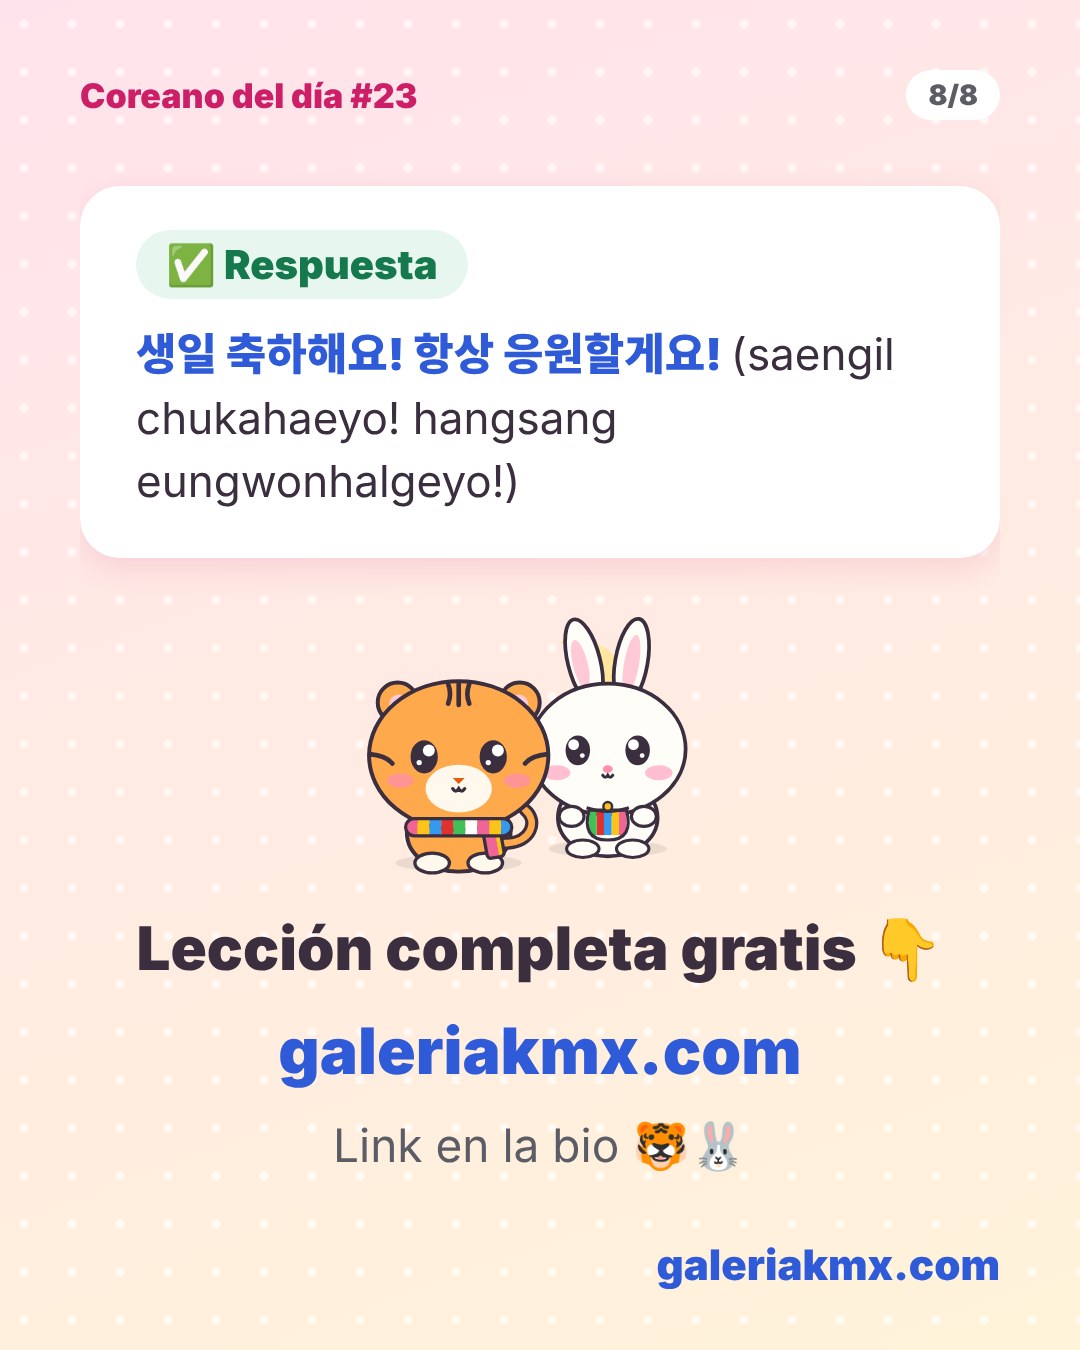 Coreano del día #23
8/8
✅ Respuesta
생일 축하해요! 항상 응원할게요! (saengil
chukahaeyo! hangsang
eungwonhalgeyo!)
Lección completa gratis 👇
galeriakmx.com
Link en la bio 🐯🐰
galeriakmx.com